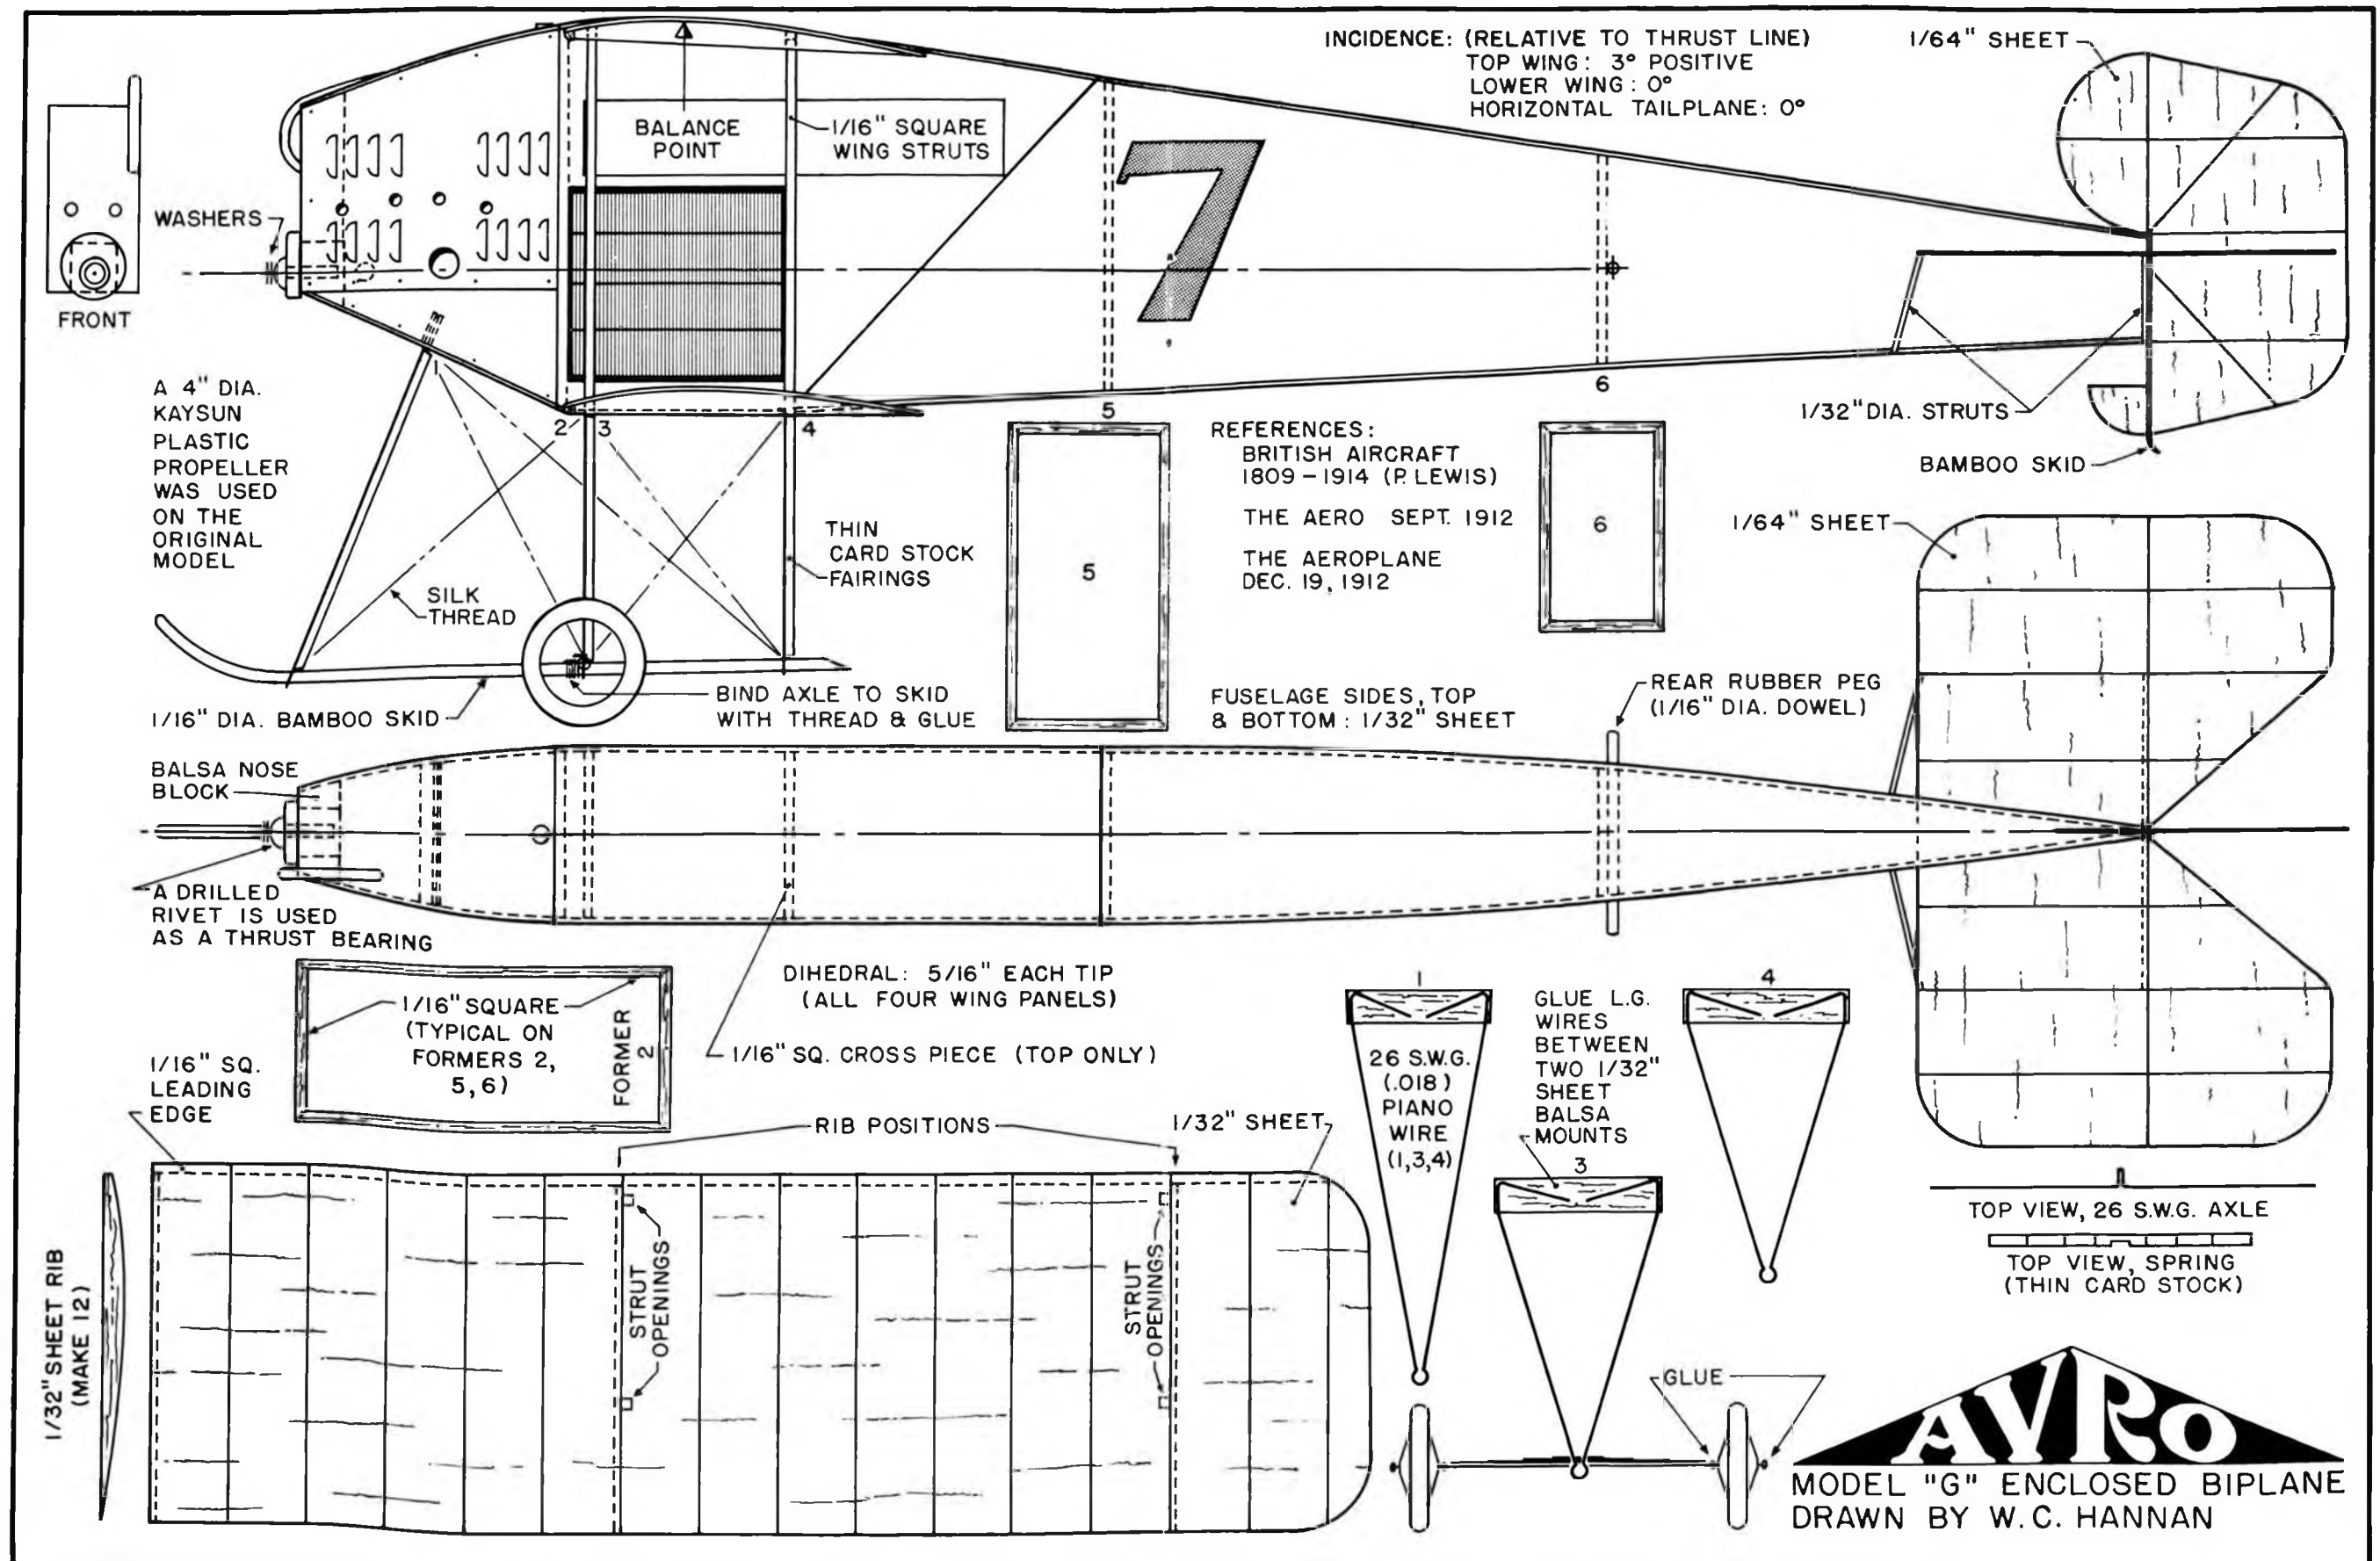 INCIDENCE: (RELATIVE TO THRUST LINE)
TOP WING: 3° POSITIVE
LOWER WING: 0°
HORIZONTAL TAILPLANE: 0°
1/64" SHEET
BALANCE
POINT
1/16" SQUARE
WING STRUTS
7
WASHERS
FRONT
A 4" DIA.
KAYSUN
PLASTIC
PROPELLER
WAS USED
ON THE
ORIGINAL
MODEL
1
2
3
4
5
6
1/32" DIA. STRUTS
BAMBOO SKID
SILK
THREAD
THIN
CARD STOCK
FAIRINGS
5
REFERENCES:
BRITISH AIRCRAFT
1809-1914 (P. LEWIS)
THE AERO SEPT. 1912
THE AEROPLANE
DEC. 19, 1912
6
1/64" SHEET
1/16" DIA. BAMBOO SKID
BIND AXLE TO SKID
WITH THREAD & GLUE
FUSELAGE SIDES, TOP
& BOTTOM: 1/32" SHEET
REAR RUBBER PEG
(1/16" DIA. DOWEL)
BALSA NOSE
BLOCK
A DRILLED
RIVET IS USED
AS A THRUST BEARING
1/16" SQUARE
(TYPICAL ON
FORMERS 2,
5,6)
FORMER
2
DIHEDRAL: 5/16" EACH TIP
(ALL FOUR WING PANELS)
1/16" SQ. CROSS PIECE (TOP ONLY)
1/16" SQ.
LEADING
EDGE
RIB POSITIONS
1/32" SHEET
1/32" SHEET RIB
(MAKE 12)
STRUT
OPENINGS
STRUT
OPENINGS
1
26 S.W.G.
(.018)
PIANO
WIRE
(1,3,4)
GLUE L.G.
WIRES
BETWEEN
TWO 1/32"
SHEET
BALSA
MOUNTS
3
4
GLUE
TOP VIEW, 26 S.W.G. AXLE
TOP VIEW, SPRING
(THIN CARD STOCK)
AVRO
MODEL "G" ENCLOSED BIPLANE
DRAWN BY W.C. HANNAN